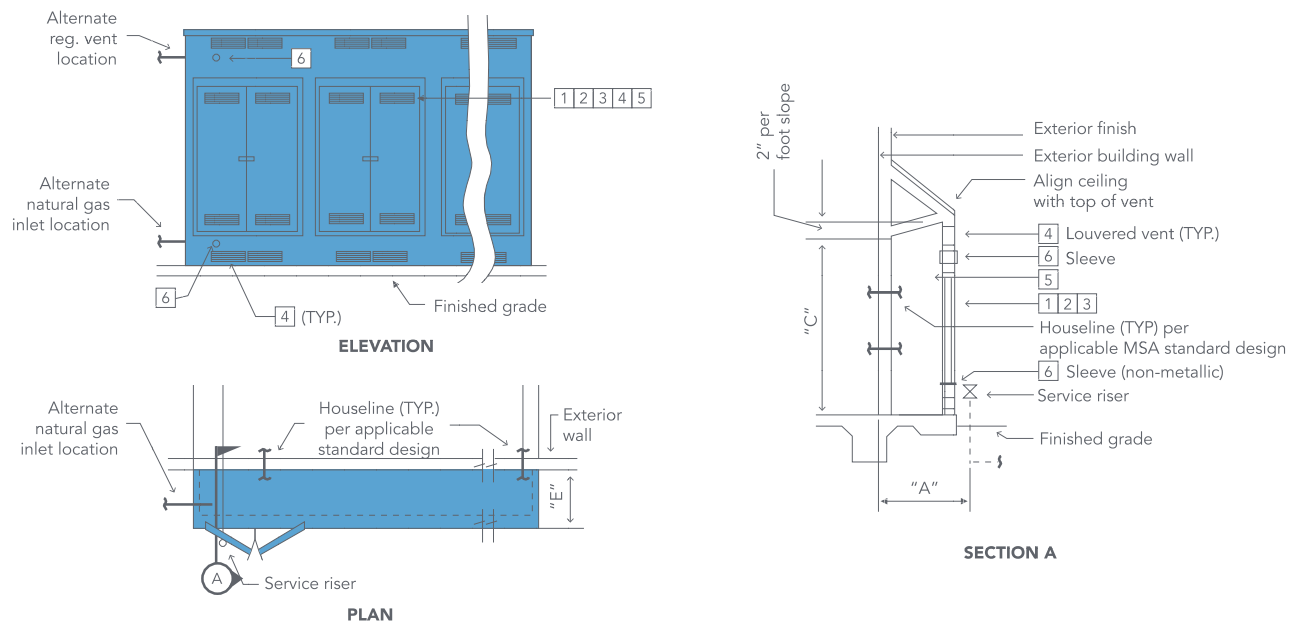 Alternate
reg. vent
location
6
1 2 3 4 5
Alternate
natural gas
inlet location
6
4 (TYP.)
Finished grade
ELEVATION
Alternate
natural gas
inlet location
Houseline (TYP.)
per applicable
standard design
Exterior
wall
"E"
A
Service riser
PLAN
2" per
foot slope
Exterior finish
Exterior building wall
Align ceiling
with top of vent
4 Louvered vent (TYP.)
6 Sleeve
5
1 2 3
"C"
Houseline (TYP) per
applicable MSA standard design
6 Sleeve (non-metallic)
Service riser
Finished grade
"A"
SECTION A